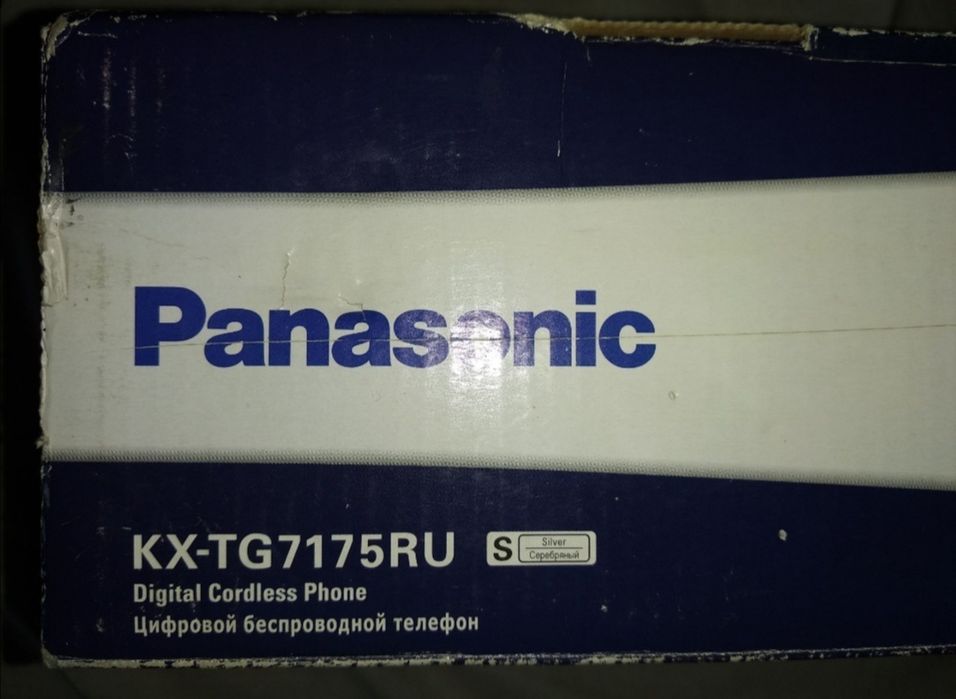 Panasonic
KX-TG7175RU S Silver
Серебряный
Digital Cordless Phone
Цифровой беспроводной телефон